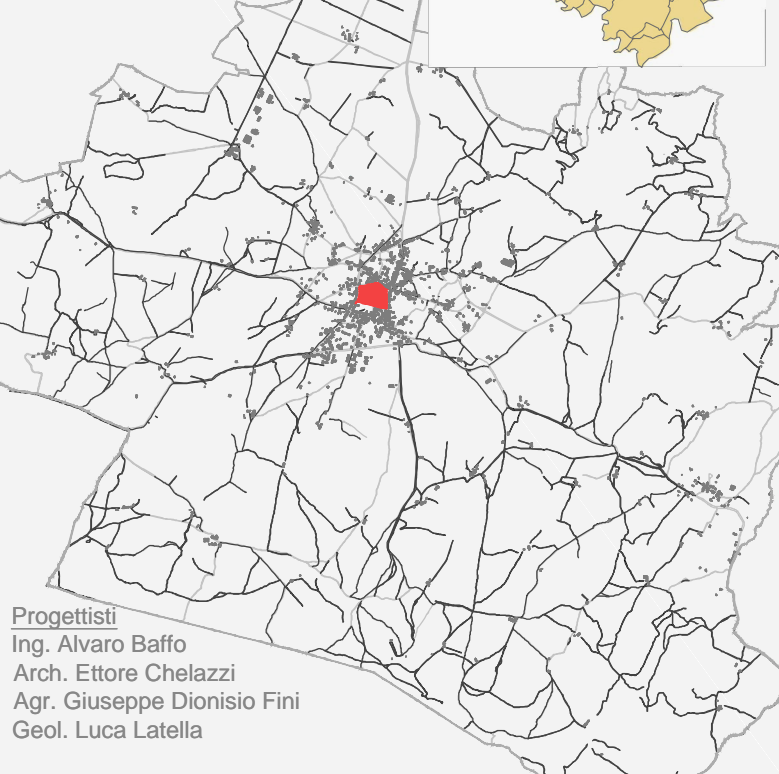 Progettisti
Ing. Alvaro Baffo
Arch. Ettore Chelazzi
Agr. Giuseppe Dionisio Fini
Geol. Luca Latella